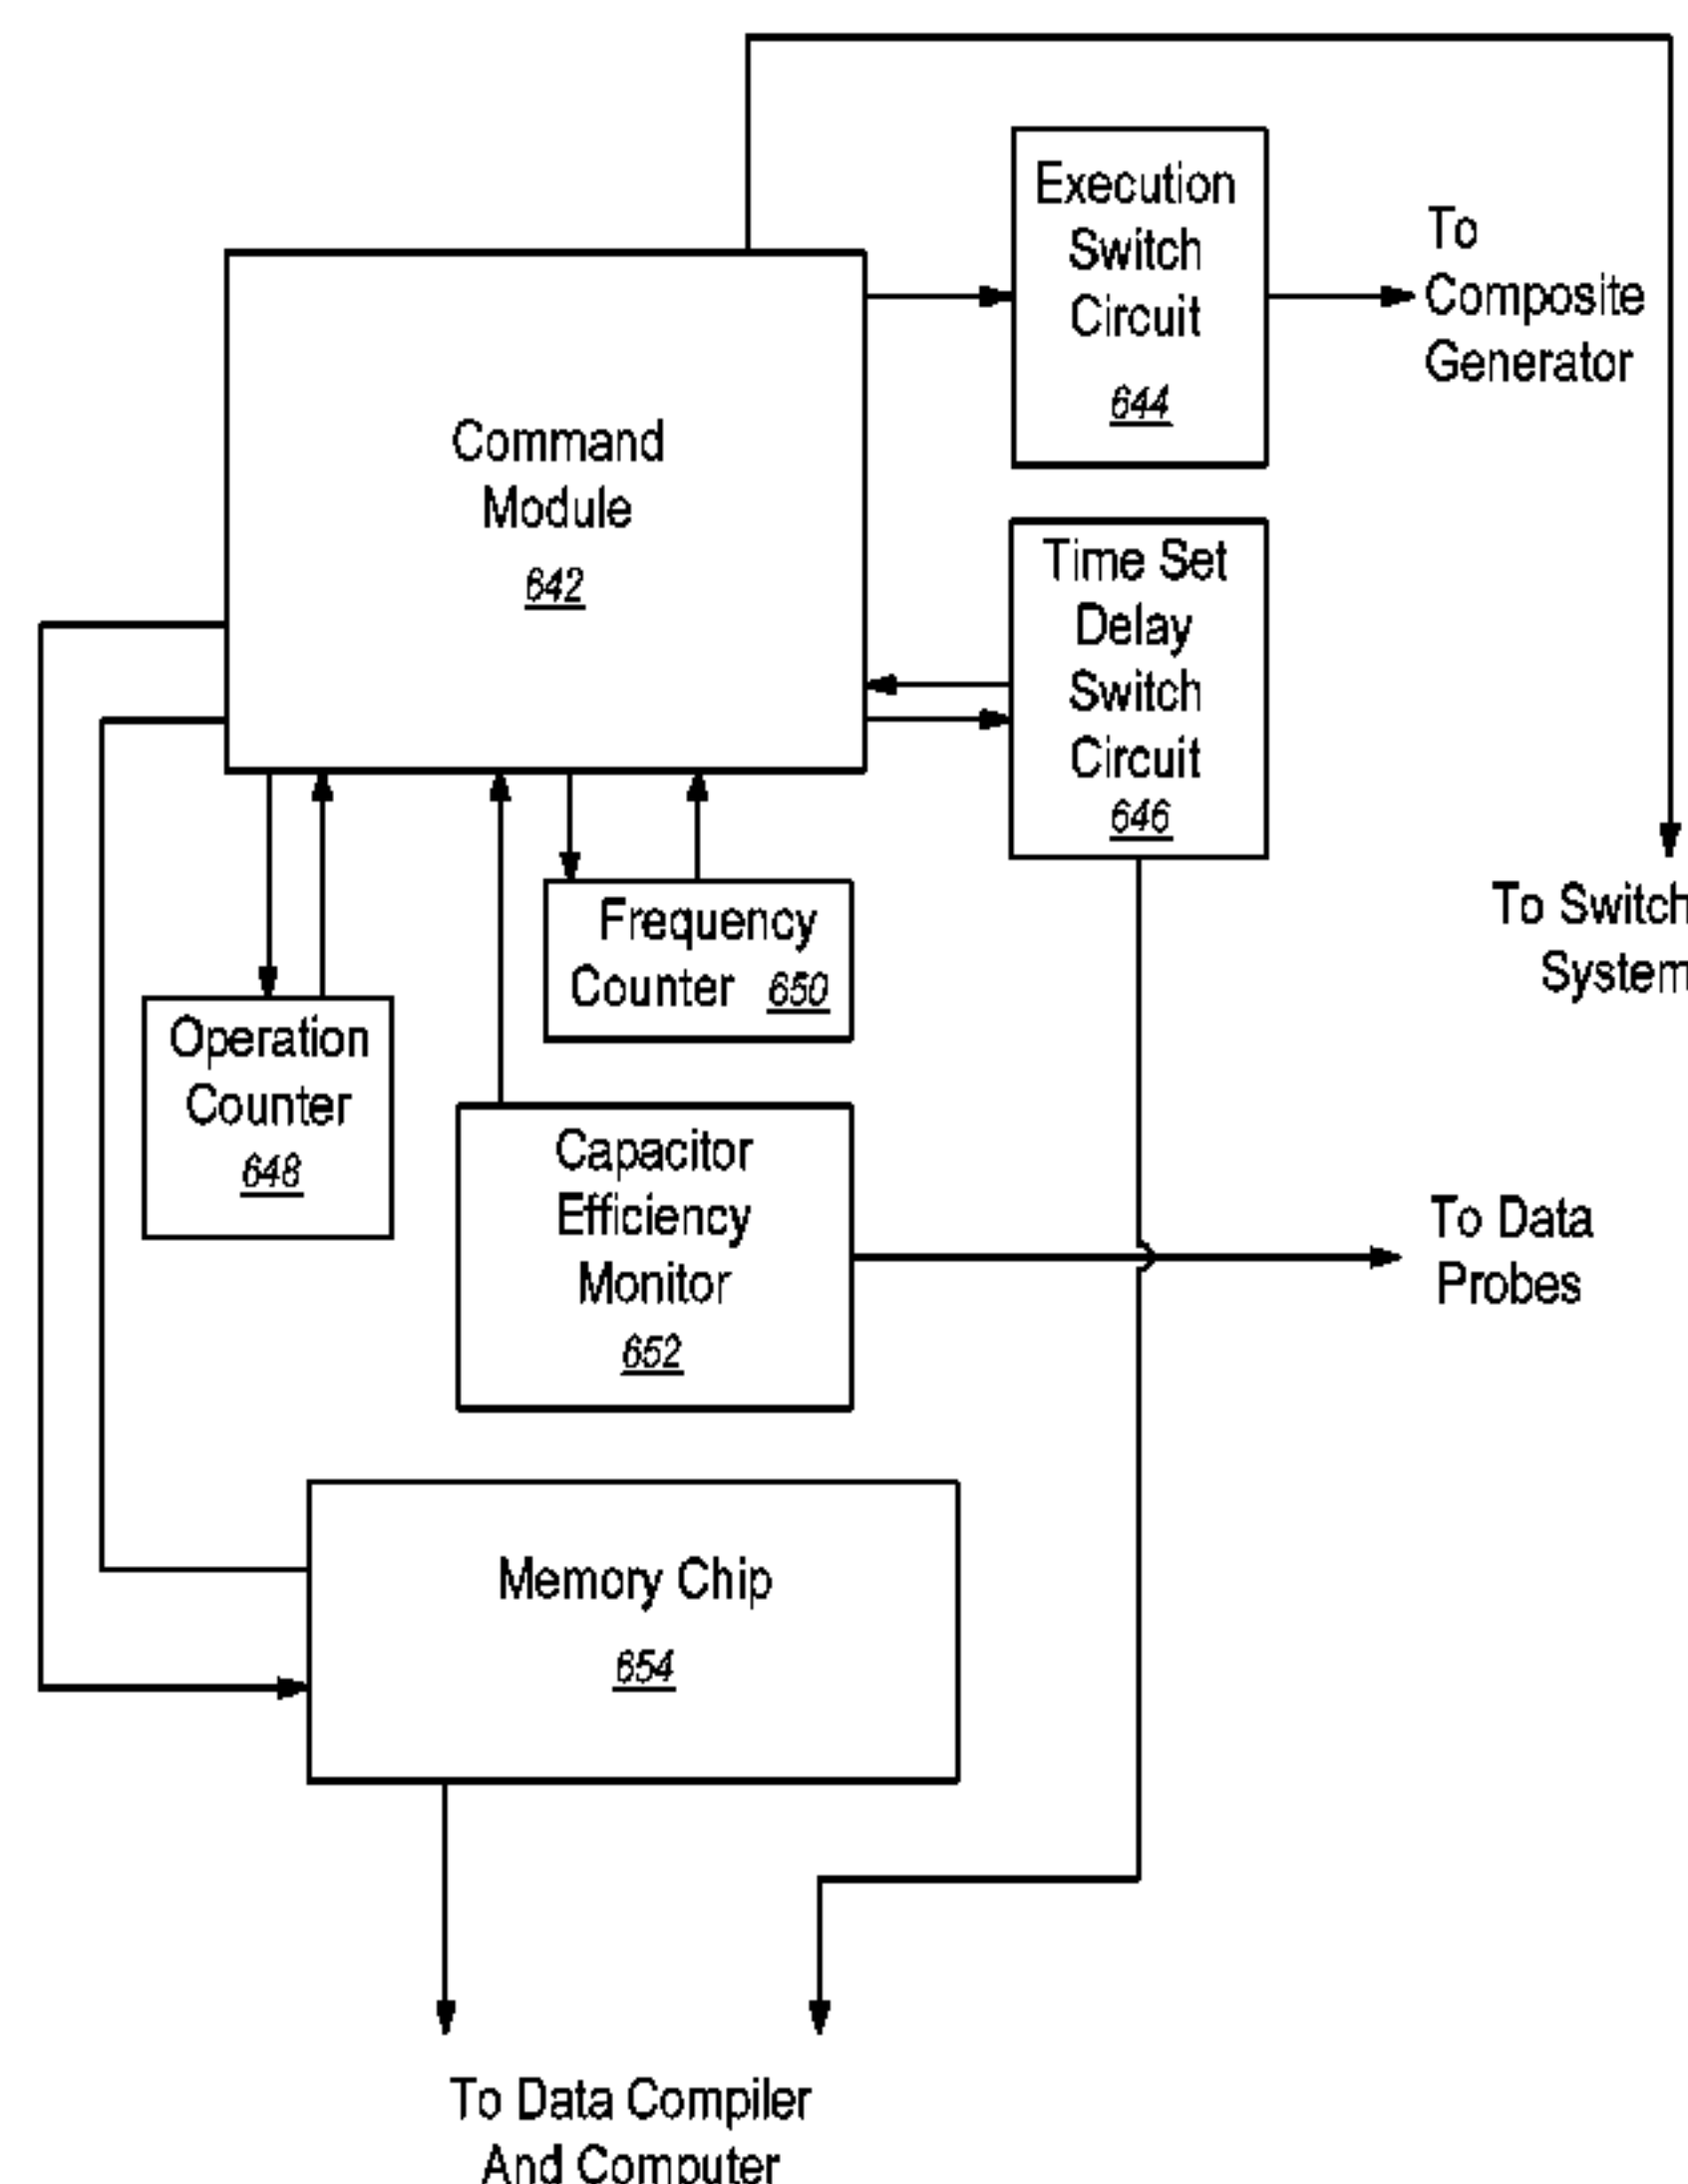 Execution
Switch
Circuit
644
To
Composite
Generator
Command
Module
642
Time Set
Delay
Switch
Circuit
646
To Switch
System
Frequency
Counter 650
Operation
Counter
648
Capacitor
Efficiency
Monitor
652
To Data
Probes
Memory Chip
654
To Data Compiler
And Computer